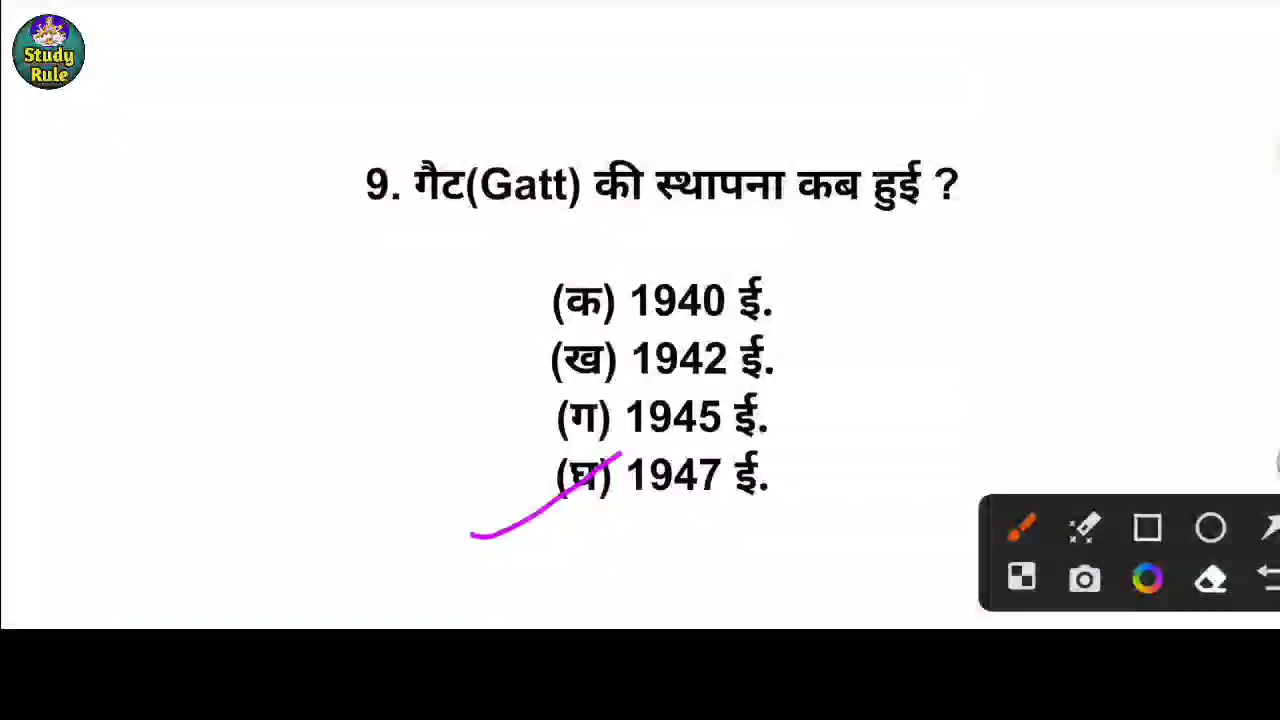 Study
Rule
9. गैट(Gatt) की स्थापना कब हुई ?
(क) 1940 ई.
(ख) 1942 ई.
(ग) 1945 ई.
(घ) 1947 ई.